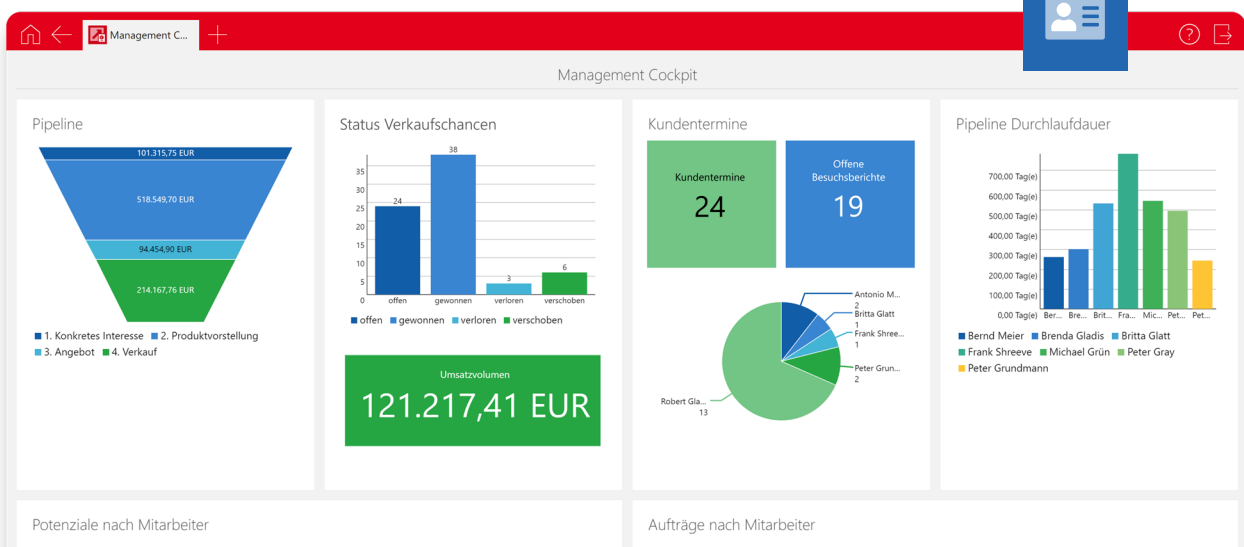 Management C...
Management Cockpit
Pipeline
101.315,75 EUR
518.549,70 EUR
94.454,90 EUR
214.167,76 EUR
1. Konkretes Interesse 2. Produktvorstellung
3. Angebot 4. Verkauf
Status Verkaufschancen
38
35
30
25
24
20
15
10
5
3
6
0
offen gewonnen verloren verschoben
offen gewonnen verloren verschoben
Umsatzvolumen
121.217,41 EUR
Kundentermine
Kundentermine
24
Offene
Besuchsberichte
19
Antonio M...
2
Britta Glatt
1
Frank Shree...
1
Peter Grun...
2
Robert Gla...
13
Pipeline Durchlaufdauer
700,00 Tag(e)
600,00 Tag(e)
500,00 Tag(e)
400,00 Tag(e)
300,00 Tag(e)
200,00 Tag(e)
100,00 Tag(e)
0,00 Tag(e)
Ber... Bre... Brit... Fra... Mic... Pet... Pet...
Bernd Meier Brenda Gladis Britta Glatt
Frank Shreeve Michael Grün Peter Gray
Peter Grundmann
Potenziale nach Mitarbeiter
Aufträge nach Mitarbeiter